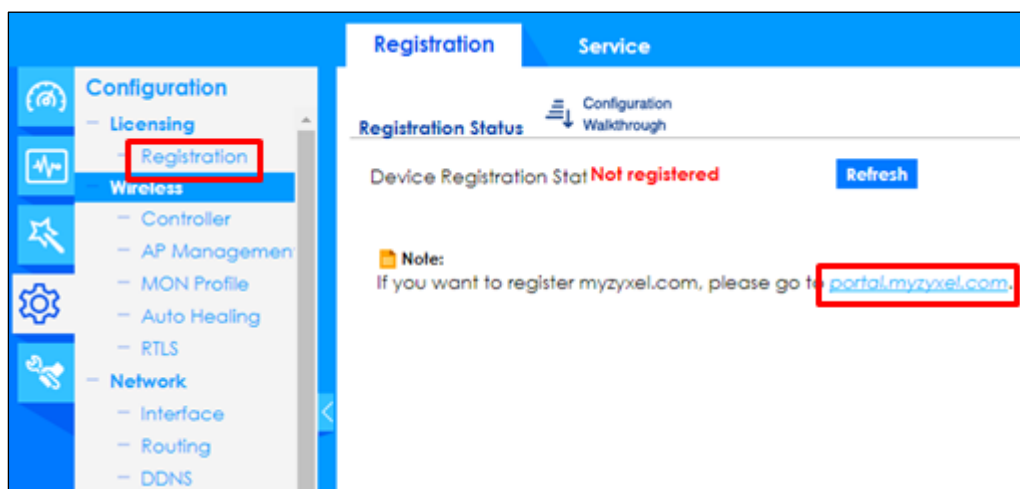 Registration
Service
Configuration
Licensing
Registration
Wireless
Controller
AP Managemen
MON Profile
Auto Healing
RTLS
Network
Interface
Routing
DDNS
Registration Status
Configuration
Walkthrough
Device Registration Stat Not registered
Refresh
Note:
If you want to register myzyxel.com, please go to portal.myzyxel.com.